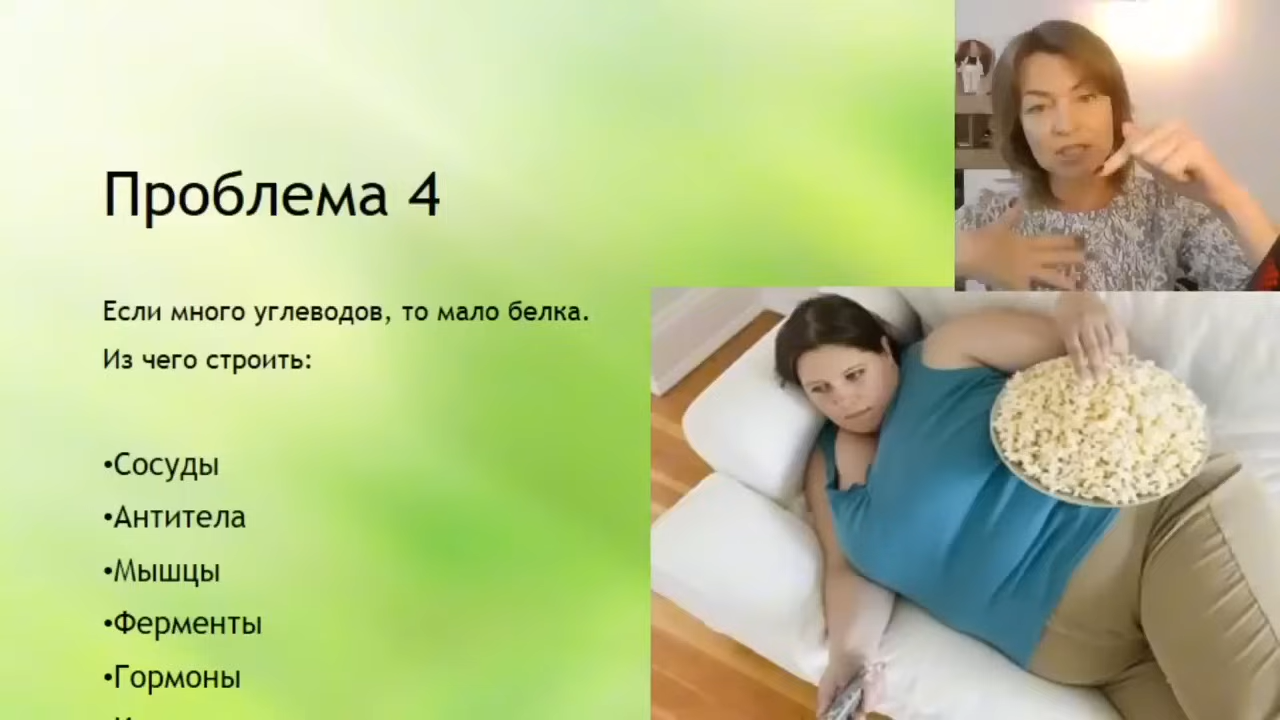 Проблема 4
Если много углеводов, то мало белка.
Из чего строить:
•Сосуды
•Антитела
•Мышцы
•Ферменты
•Гормоны